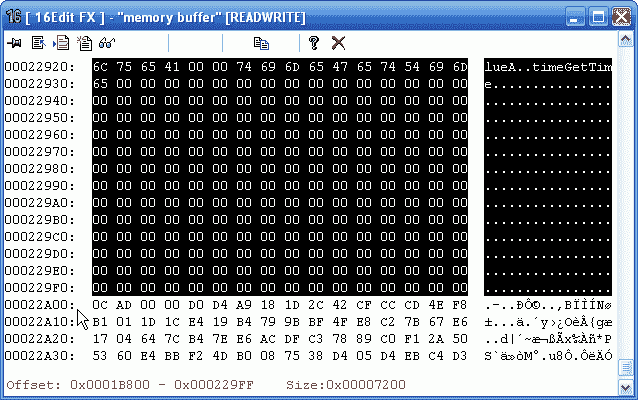 16 [ 16Edit FX ] - "memory buffer" [READWRITE]
00022920: 6C 75 65 41 00 00 74 69 6D 65 47 65 74 54 69 6D lueA..timeGetTim
00022930: 65 00 00 00 00 00 00 00 00 00 00 00 00 00 00 00 e...............
00022940: 00 00 00 00 00 00 00 00 00 00 00 00 00 00 00 00 ................
00022950: 00 00 00 00 00 00 00 00 00 00 00 00 00 00 00 00 ................
00022960: 00 00 00 00 00 00 00 00 00 00 00 00 00 00 00 00 ................
00022970: 00 00 00 00 00 00 00 00 00 00 00 00 00 00 00 00 ................
00022980: 00 00 00 00 00 00 00 00 00 00 00 00 00 00 00 00 ................
00022990: 00 00 00 00 00 00 00 00 00 00 00 00 00 00 00 00 ................
000229A0: 00 00 00 00 00 00 00 00 00 00 00 00 00 00 00 00 ................
000229B0: 00 00 00 00 00 00 00 00 00 00 00 00 00 00 00 00 ................
000229C0: 00 00 00 00 00 00 00 00 00 00 00 00 00 00 00 00 ................
000229D0: 00 00 00 00 00 00 00 00 00 00 00 00 00 00 00 00 ................
000229E0: 00 00 00 00 00 00 00 00 00 00 00 00 00 00 00 00 ................
000229F0: 00 00 00 00 00 00 00 00 00 00 00 00 00 00 00 00 ................
00022A00: 0C AD 00 00 D0 D4 A9 18 1D 2C 42 CF CC CD 4E F8 .-..ÐÔ©..,BÏÌÍNø
00022A10: B1 01 1D 1C E4 19 B4 79 9B BF 4F E8 C2 7B 67 E6 ±...ä.´y›¿OèÂ{gæ
00022A20: 17 04 64 7C B4 7E E6 AC DF C3 78 89 C0 F1 2A 50 ..d|´~æ¬ßÃx‰Àñ*P
00022A30: 53 60 E4 BB F2 4D B0 08 75 38 D4 05 D4 EB C4 D3 S`ä»òM°.u8Ô.ÔëÄÓ
Offset: 0x0001B800 - 0x000229FF Size:0x00007200